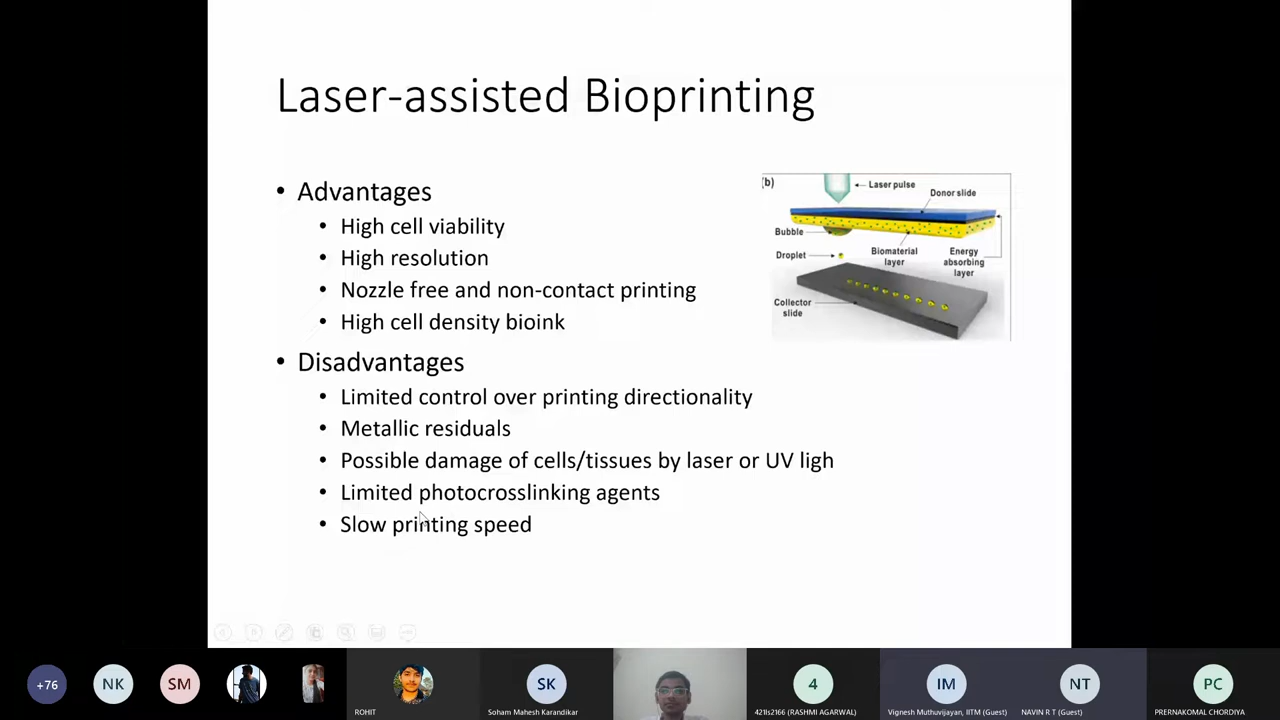 Laser-assisted Bioprinting
• Advantages
• High cell viability
• High resolution
• Nozzle free and non-contact printing
• High cell density bioink
• Disadvantages
• Limited control over printing directionality
• Metallic residuals
• Possible damage of cells/tissues by laser or UV ligh
• Limited photocrosslinking agents
• Slow printing speed
(b)
Laser pulse
Donor slide
Bubble
Biomaterial
layer
Energy
absorbing
layer
Droplet
Collector
slide
+76
NK
SM
ROHIT
SK
Soham Mahesh Karandikar
4
421ls2166 (RASHMI AGARWAL)
IM
Vignesh Muthuvijayan, IITM (Guest)
NT
NAVIN R T (Guest)
PC
PRERNAKOMAL CHORDIYA